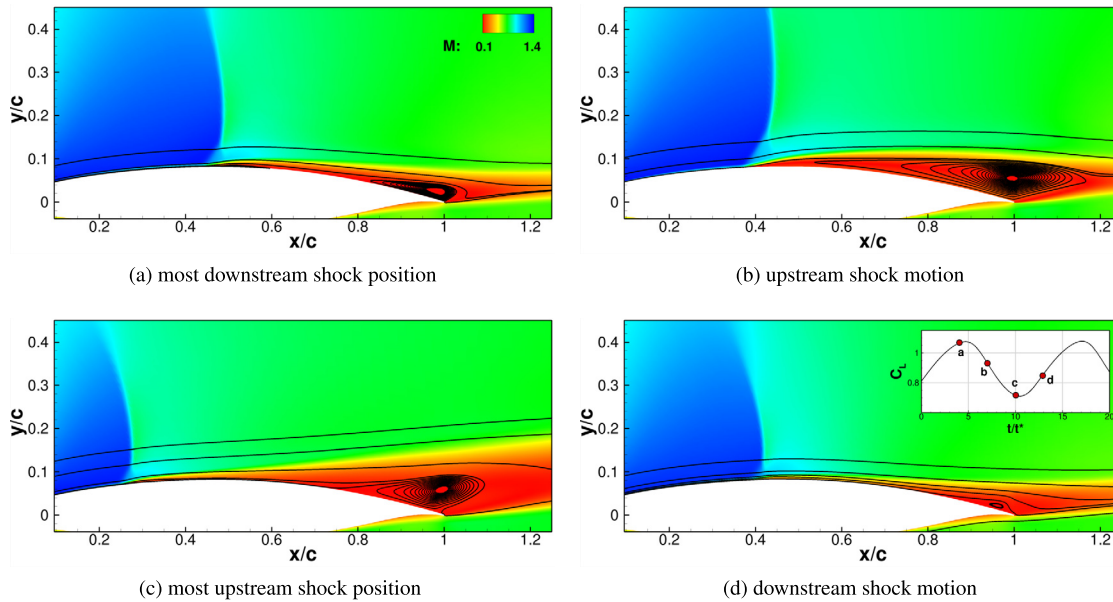 0.4
0.3
0.2
0.1
0
y/c
M:
0.1 1.4
0.2 0.4 0.6 0.8 1 1.2
x/c
(a) most downstream shock position
0.4
0.3
0.2
0.1
0
y/c
0.2 0.4 0.6 0.8 1 1.2
x/c
(b) upstream shock motion
0.4
0.3
0.2
0.1
0
y/c
0.2 0.4 0.6 0.8 1 1.2
x/c
(c) most upstream shock position
0.4
0.3
0.2
0.1
0
y/c
CL
1
0.8
a
b
c
d
0 5 10 15 20
t/t*
0.2 0.4 0.6 0.8 1 1.2
x/c
(d) downstream shock motion